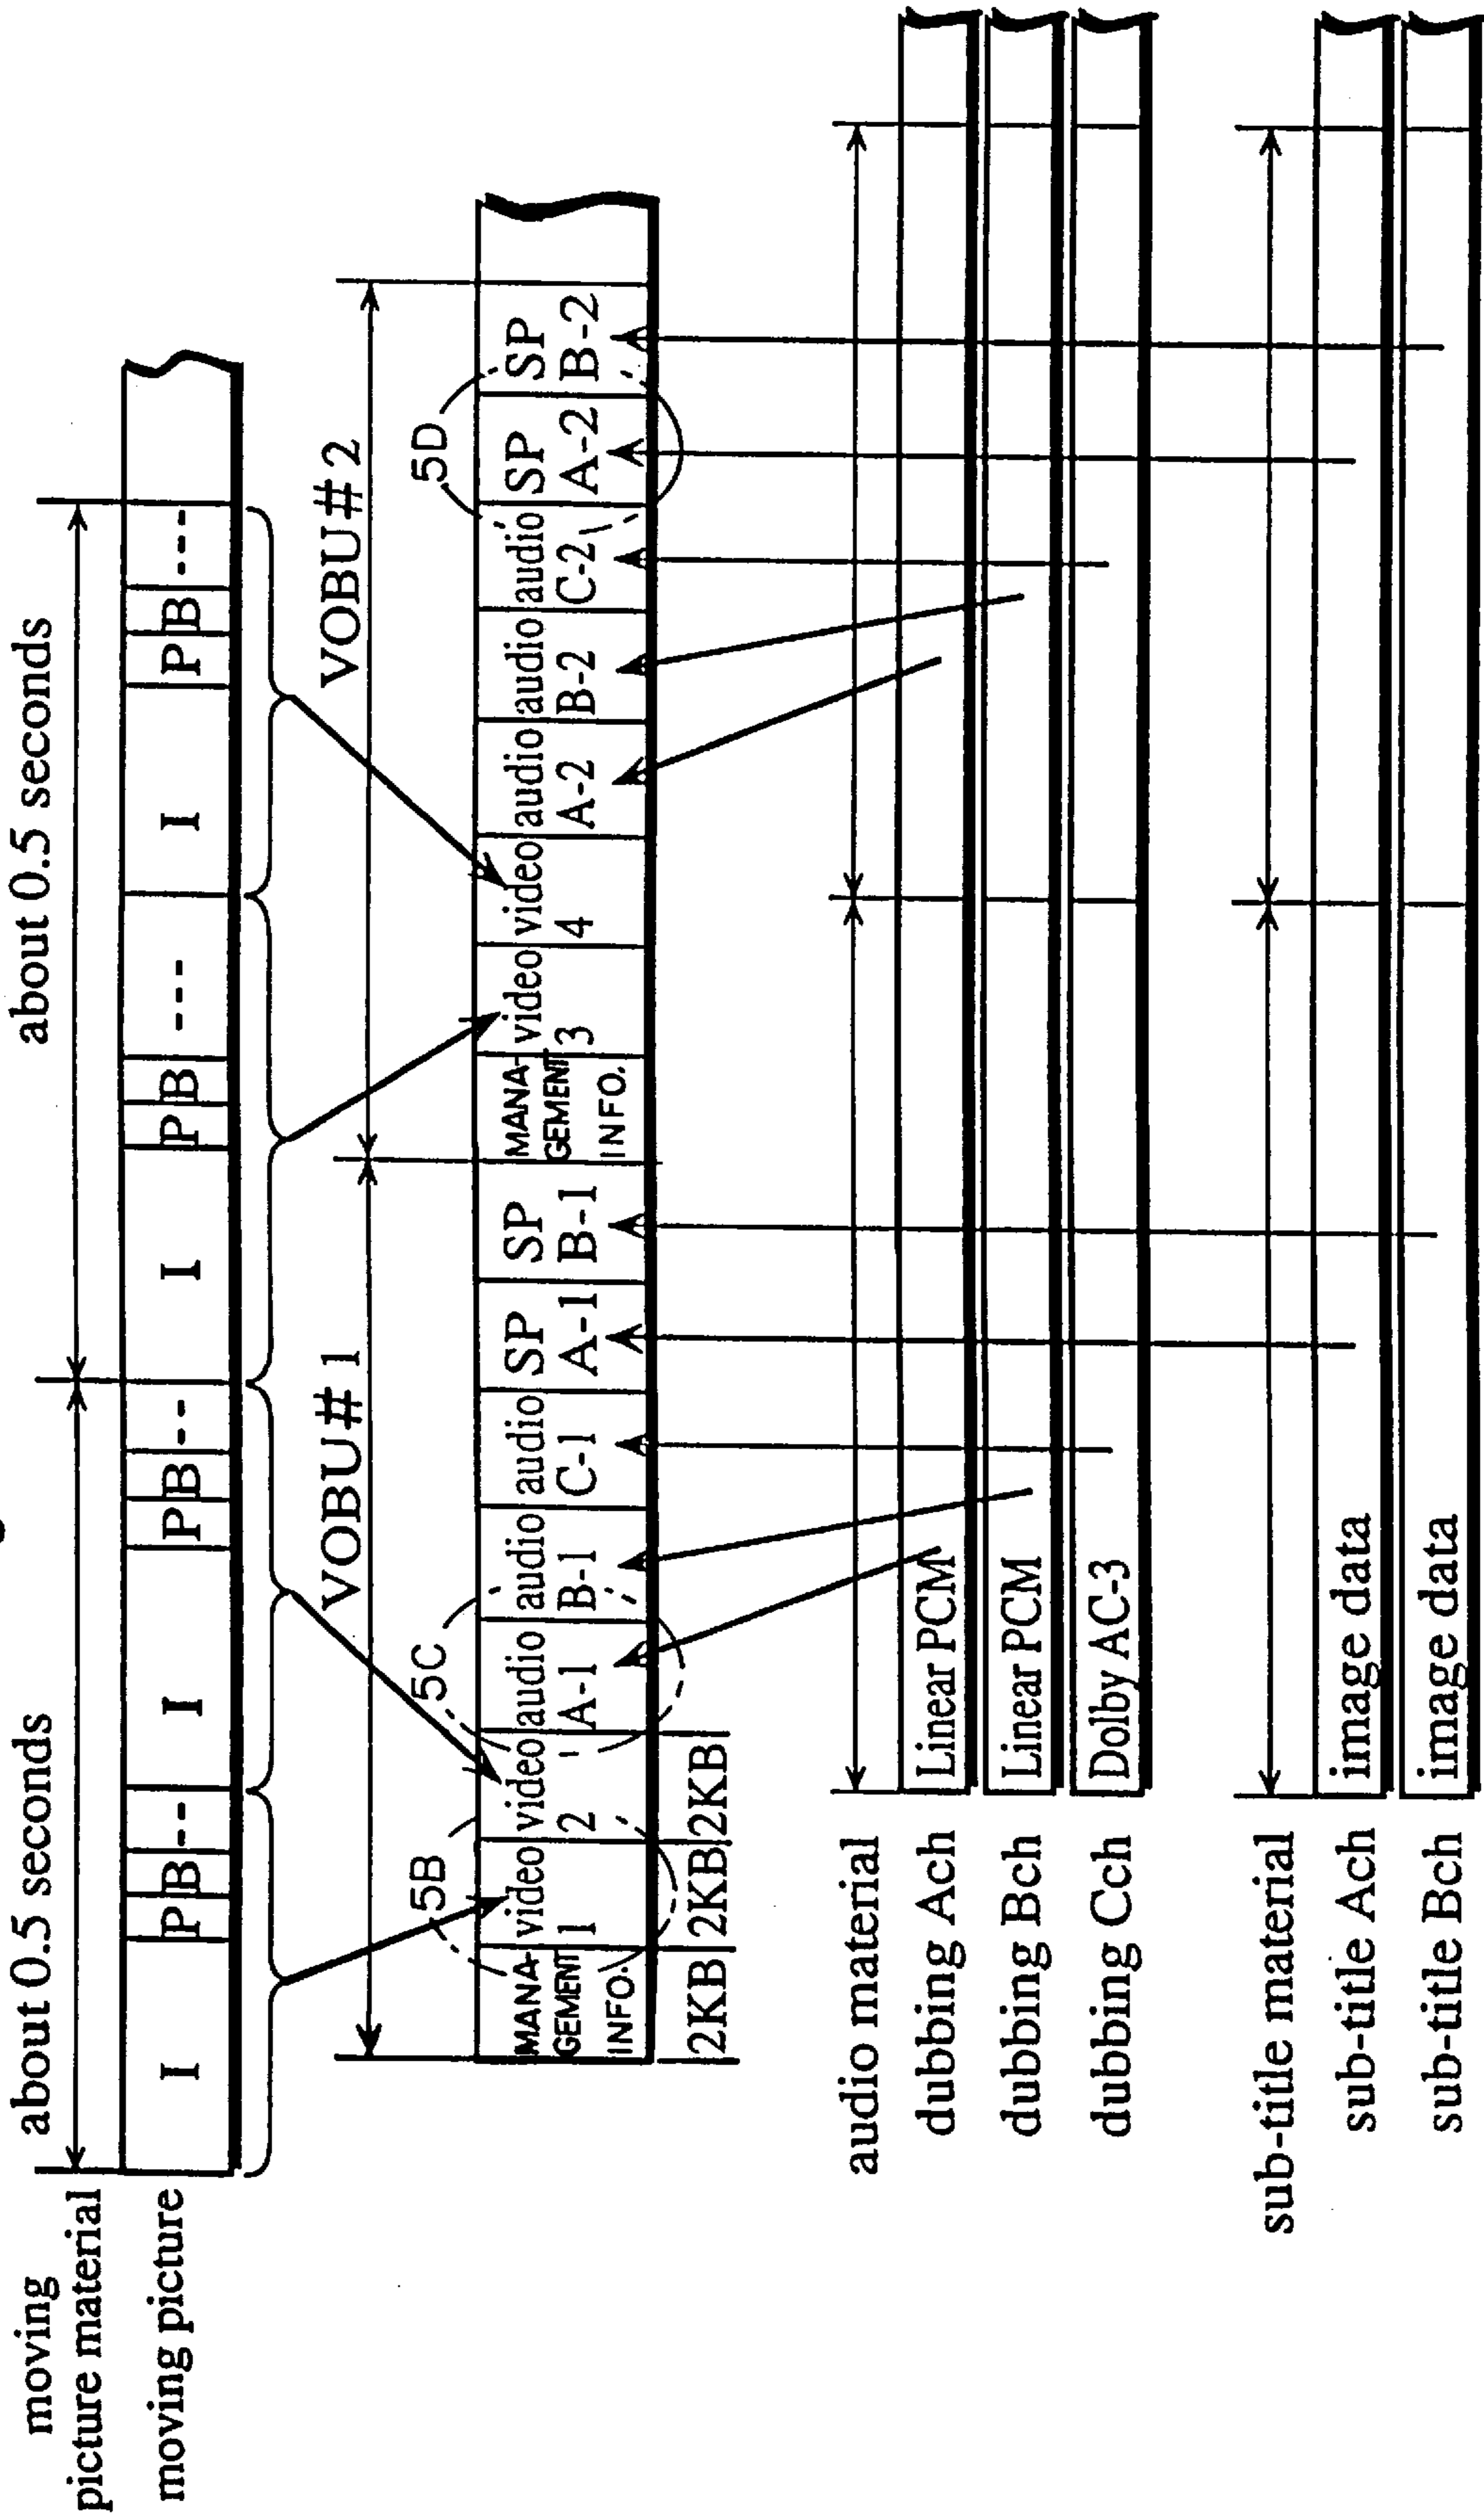 moving
picture material
about 0.5 seconds
about 0.5 seconds
moving picture
I
P
B
--
I
P
B
--
I
P
B
---
I
P
B
---
VOBU#1
VOBU#2
5B
5C
5D
MANA-
GEMENT
INFO.
video
1
video
2
audio
A-1
audio
B-1
audio
C-1
SP
A-1
SP
B-1
MANA-
GEMENT
INFO.
video
3
video
4
audio
A-2
audio
B-2
audio
C-2
SP
A-2
SP
B-2
2KB
2KB
2KB
audio material
dubbing Ach
Linear PCM
dubbing Bch
Linear PCM
dubbing Cch
Dolby AC-3
sub-title material
sub-title Ach
image data
sub-title Bch
image data